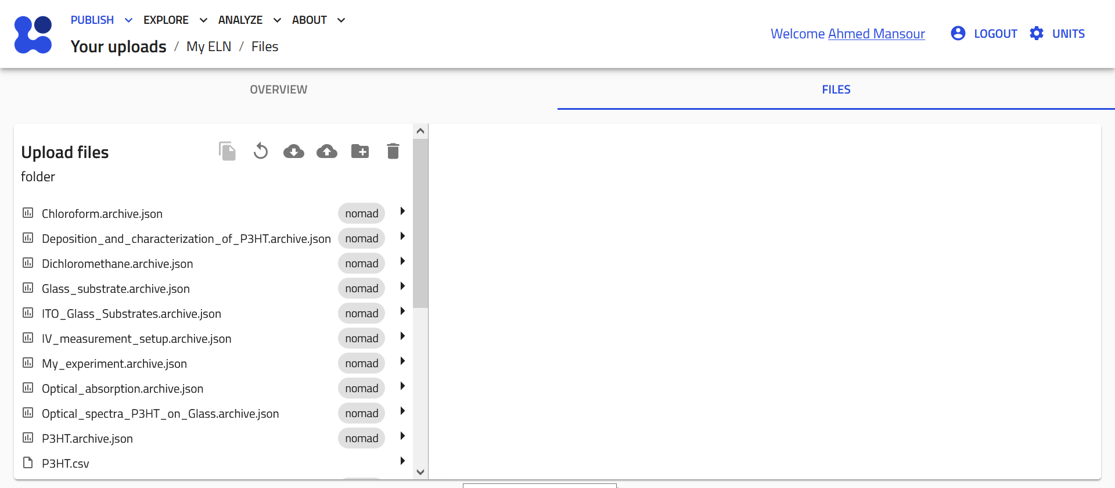 PUBLISH EXPLORE ANALYZE ABOUT
Your uploads / My ELN / Files
Welcome Ahmed Mansour LOGOUT UNITS
OVERVIEW FILES
Upload files
folder
Chloroform.archive.json nomad
Deposition_and_characterization_of_P3HT.archive.json nomad
Dichloromethane.archive.json nomad
Glass_substrate.archive.json nomad
ITO_Glass_Substrates.archive.json nomad
IV_measurement_setup.archive.json nomad
My_experiment.archive.json nomad
Optical_absorption.archive.json nomad
Optical_spectra_P3HT_on_Glass.archive.json nomad
P3HT.archive.json nomad
P3HT.csv